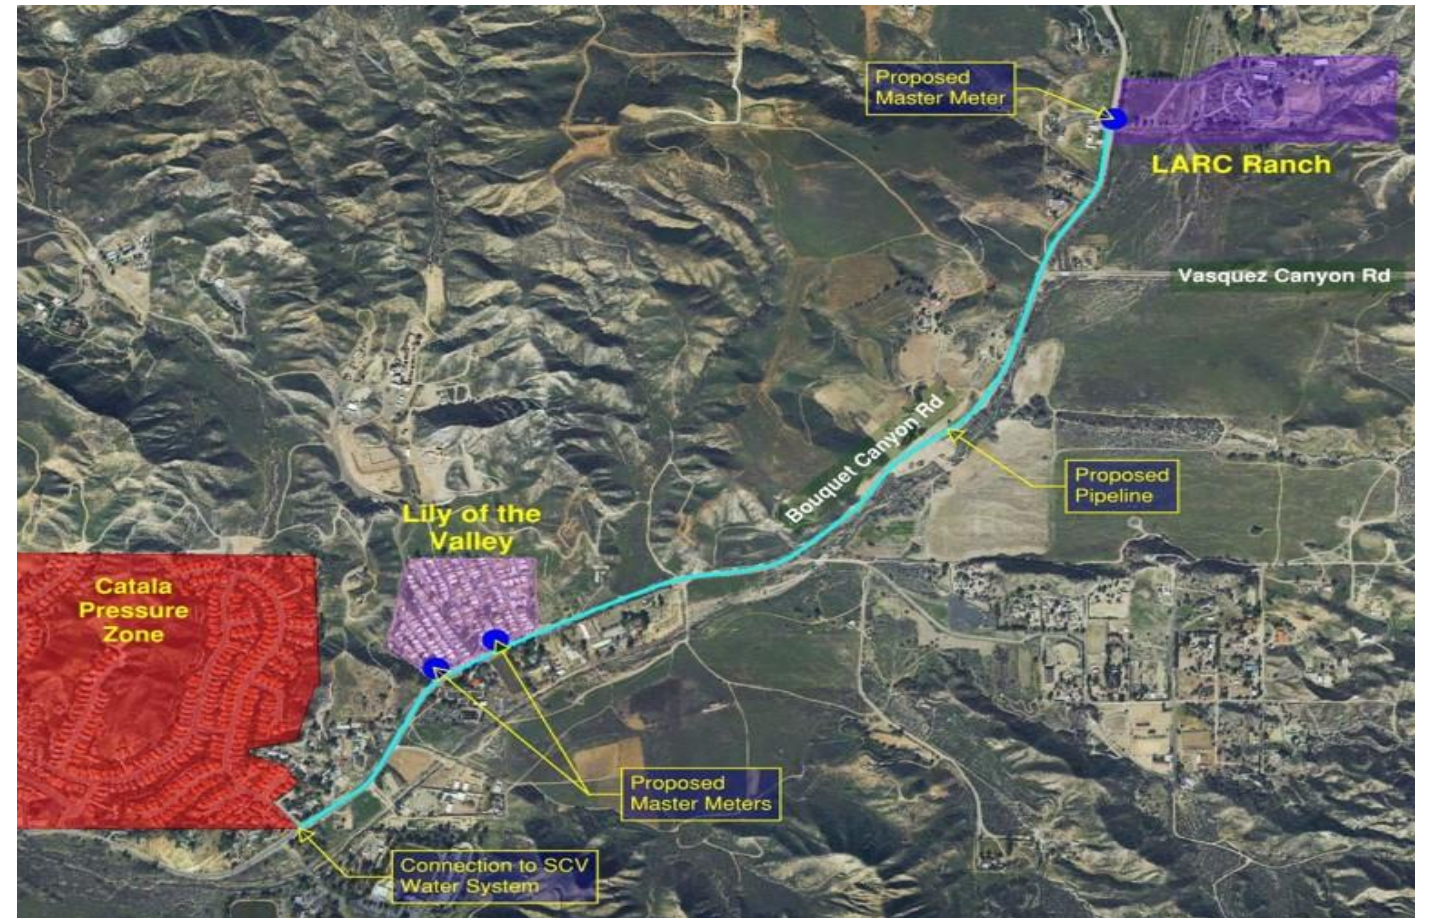 Proposed
Master Meter
LARC Ranch
Vasquez Canyon Rd
Bouquet Canyon Rd
Proposed
Pipeline
Lily of the
Valley
Catala
Pressure
Zone
Proposed
Master Meters
Connection to SCV
Water System